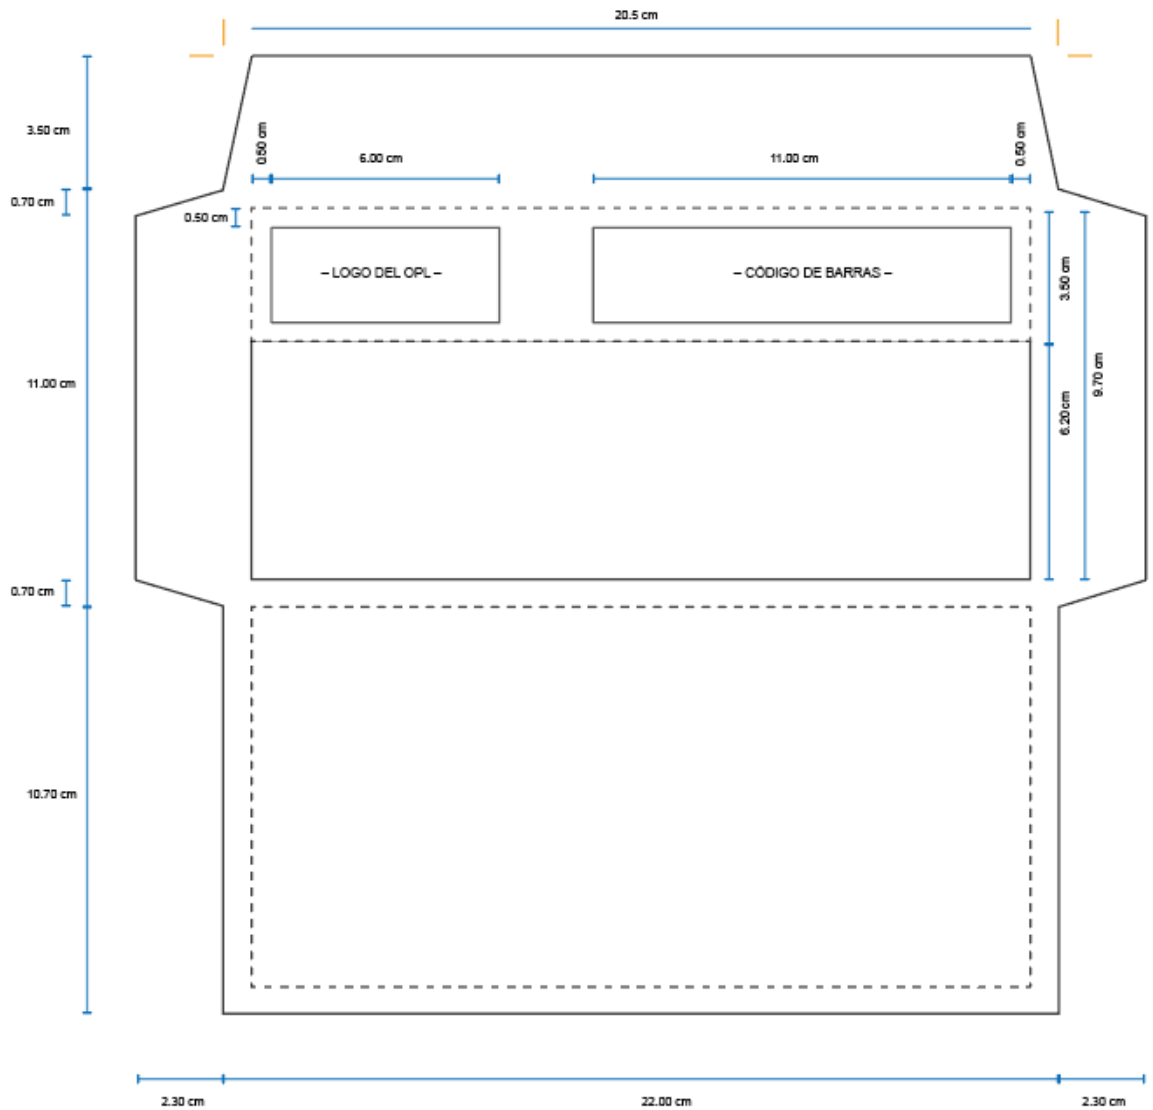 20.5 cm
3.50 cm
0.50 cm
6.00 cm
11.00 cm
0.50 cm
0.70 cm
0.50 cm
– LOGO DEL OPL –
– CÓDIGO DE BARRAS –
3.50 cm
11.00 cm
9.70 cm
6.20 cm
0.70 cm
10.70 cm
2.30 cm
22.00 cm
2.30 cm